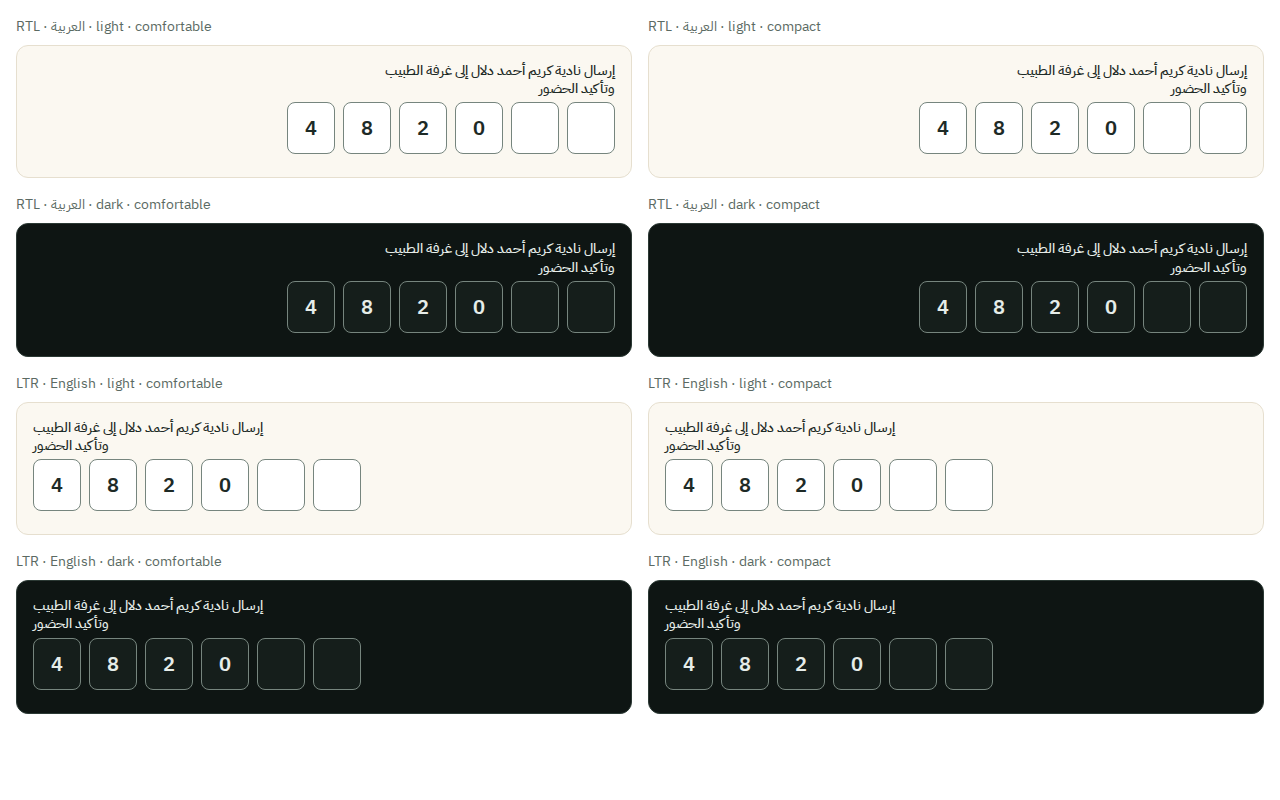 RTL · العربية · light · comfortable
إرسال نادية كريم أحمد دلال إلى غرفة الطبيب
وتأكيد الحضور
4 8 2 0
RTL · العربية · light · compact
إرسال نادية كريم أحمد دلال إلى غرفة الطبيب
وتأكيد الحضور
4 8 2 0
RTL · العربية · dark · comfortable
إرسال نادية كريم أحمد دلال إلى غرفة الطبيب
وتأكيد الحضور
4 8 2 0
RTL · العربية · dark · compact
إرسال نادية كريم أحمد دلال إلى غرفة الطبيب
وتأكيد الحضور
4 8 2 0
LTR · English · light · comfortable
إرسال نادية كريم أحمد دلال إلى غرفة الطبيب
وتأكيد الحضور
4 8 2 0
LTR · English · light · compact
إرسال نادية كريم أحمد دلال إلى غرفة الطبيب
وتأكيد الحضور
4 8 2 0
LTR · English · dark · comfortable
إرسال نادية كريم أحمد دلال إلى غرفة الطبيب
وتأكيد الحضور
4 8 2 0
LTR · English · dark · compact
إرسال نادية كريم أحمد دلال إلى غرفة الطبيب
وتأكيد الحضور
4 8 2 0